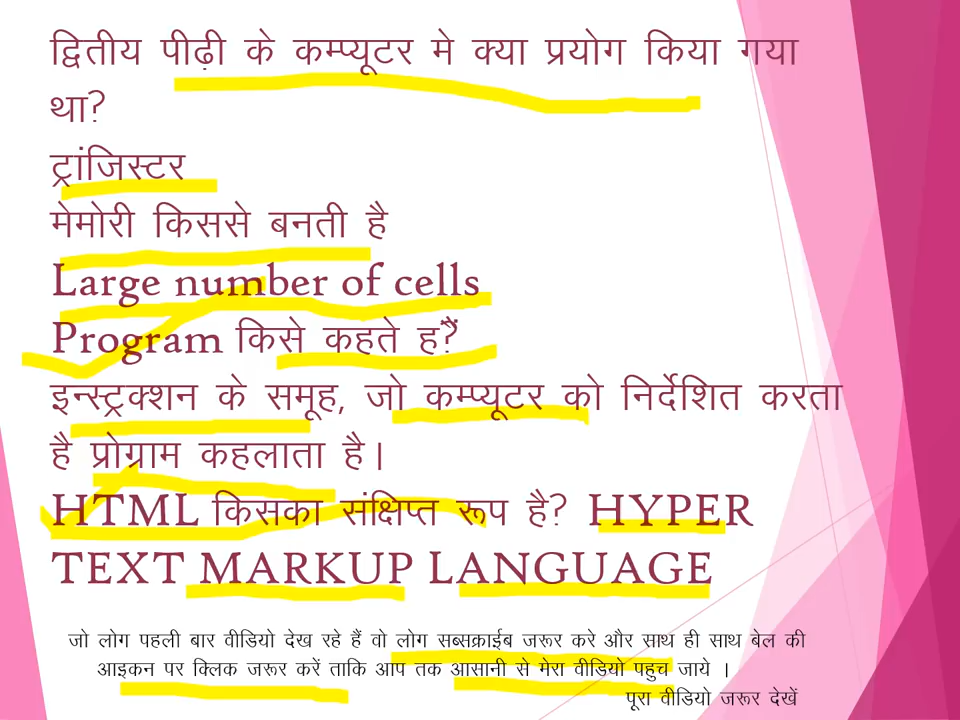 द्वितीय पीढ़ी के कम्प्यूटर मे क्या प्रयोग किया गया
था?
ट्रांजिस्टर
मेमोरी किससे बनती है
Large number of cells
Program किसे कहते हैं?
इन्स्ट्रक्शन के समूह, जो कम्प्यूटर को निर्देशित करता
है प्रोग्राम कहलाता है।
HTML किसका संक्षिप्त रूप है? HYPER
TEXT MARKUP LANGUAGE
जो लोग पहली बार वीडियो देख रहे हैं वो लोग सब्सक्राईब जरूर करे और साथ ही साथ बेल की
आइकन पर क्लिक जरूर करें ताकि आप तक आसानी से मेरा वीडियो पहुच जाये ।
पूरा वीडियो जरूर देखें